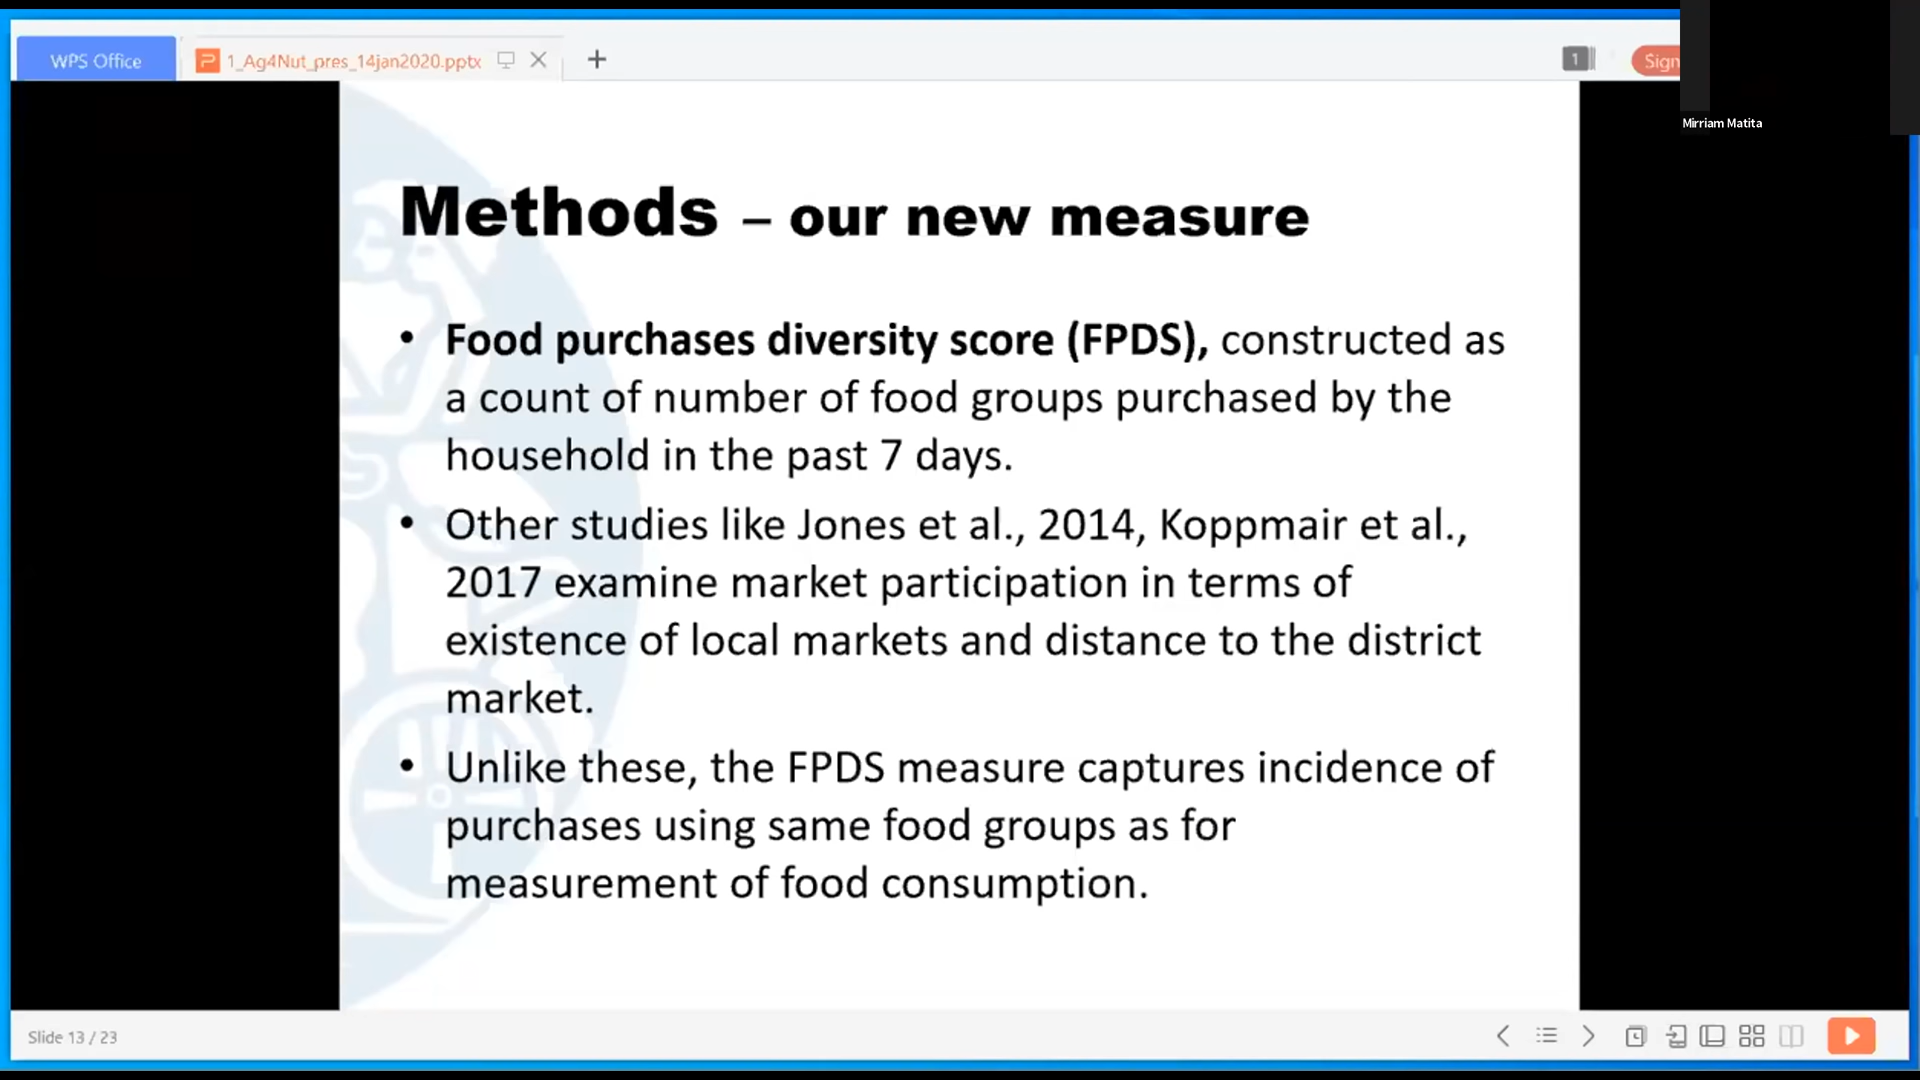 WPS Office
1_Ag4Nut_pres_14jan2020.pptx
1
Sign
Mirriam Matita
Methods – our new measure
• Food purchases diversity score (FPDS), constructed as
a count of number of food groups purchased by the
household in the past 7 days.
• Other studies like Jones et al., 2014, Koppmair et al.,
2017 examine market participation in terms of
existence of local markets and distance to the district
market.
• Unlike these, the FPDS measure captures incidence of
purchases using same food groups as for
measurement of food consumption.
Slide 13 / 23